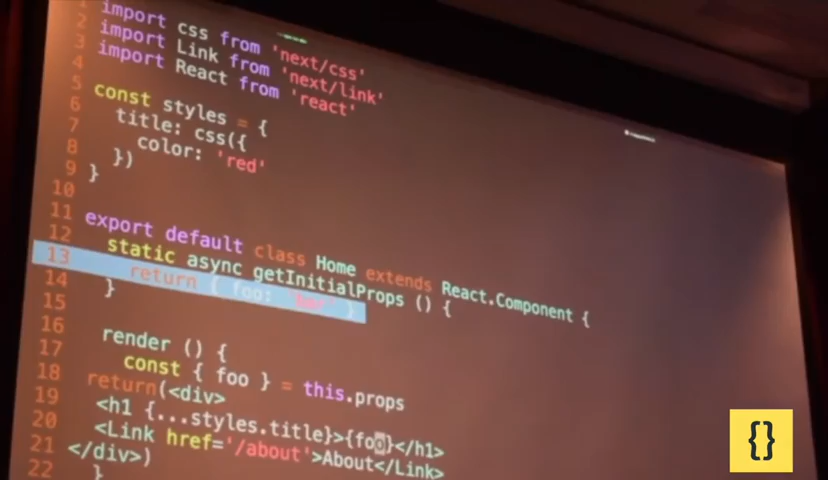 1 import css from 'next/css'
2 import Link from 'next/link'
3 import React from 'react'
4
5 const styles = {
6 title: css({
7 color: 'red'
8 })
9 }
10
11 export default class Home extends React.Component {
12 static async getInitialProps () {
13 return { foo: 'bar' }
14 }
15
16 render () {
17 const { foo } = this.props
18 return(<div>
19 <h1 {...styles.title}>{foo}</h1>
20 <Link href='/about'>About</Link>
21 </div>)
22 }
{}